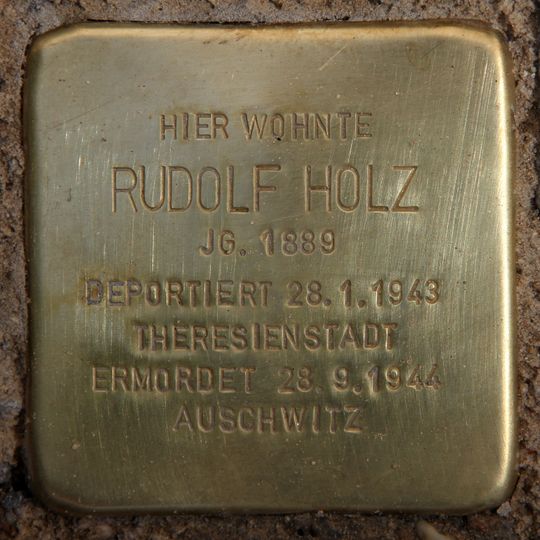 HIER WOHNTE
RUDOLF HOLZ
JG. 1889
DEPORTIERT 28.1.1943
THERESIENSTADT
ERMORDET 28.9.1944
AUSCHWITZ